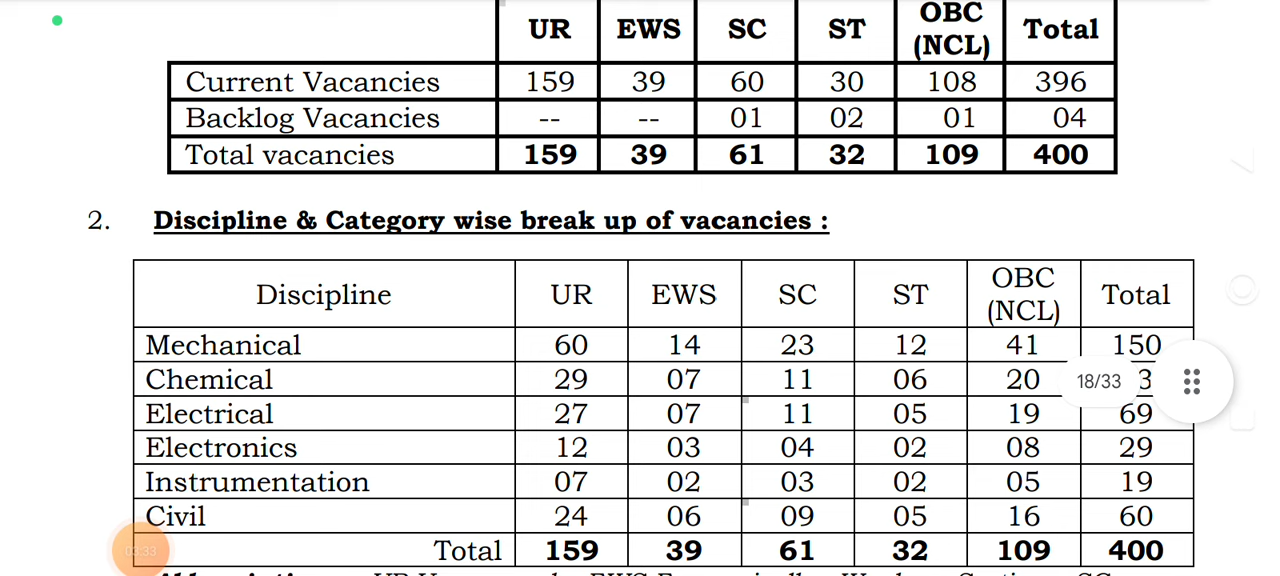 UR EWS SC ST OBC (NCL) Total
Current Vacancies 159 39 60 30 108 396
Backlog Vacancies -- -- 01 02 01 04
Total vacancies 159 39 61 32 109 400
2. Discipline & Category wise break up of vacancies :
Discipline UR EWS SC ST OBC (NCL) Total
Mechanical 60 14 23 12 41 150
Chemical 29 07 11 06 20 18/33 3
Electrical 27 07 11 05 19 69
Electronics 12 03 04 02 08 29
Instrumentation 07 02 03 02 05 19
Civil 24 06 09 05 16 60
03:33
Total 159 39 61 32 109 400